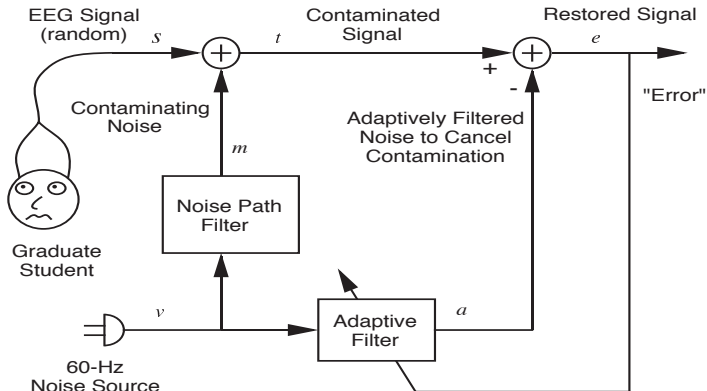 EEG Signal
(random)
s
t
Contaminated
Signal
Restored Signal
e
+
-
"Error"
Contaminating
Noise
m
Adaptively Filtered
Noise to Cancel
Contamination
Noise Path
Filter
Graduate
Student
v
Adaptive
Filter
a
60-Hz
Noise Source